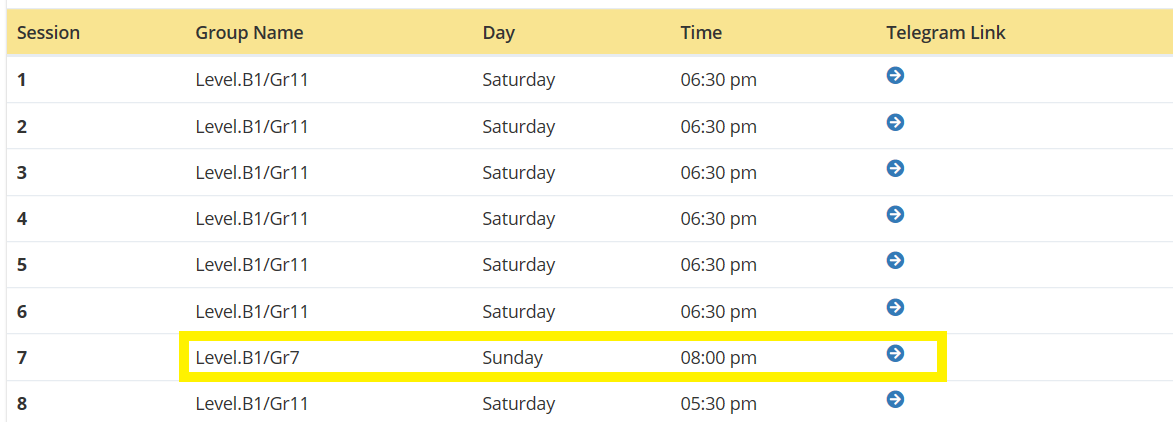 Session Group Name Day Time Telegram Link
1 Level.B1/Gr11 Saturday 06:30 pm
2 Level.B1/Gr11 Saturday 06:30 pm
3 Level.B1/Gr11 Saturday 06:30 pm
4 Level.B1/Gr11 Saturday 06:30 pm
5 Level.B1/Gr11 Saturday 06:30 pm
6 Level.B1/Gr11 Saturday 06:30 pm
7 Level.B1/Gr7 Sunday 08:00 pm
8 Level.B1/Gr11 Saturday 05:30 pm